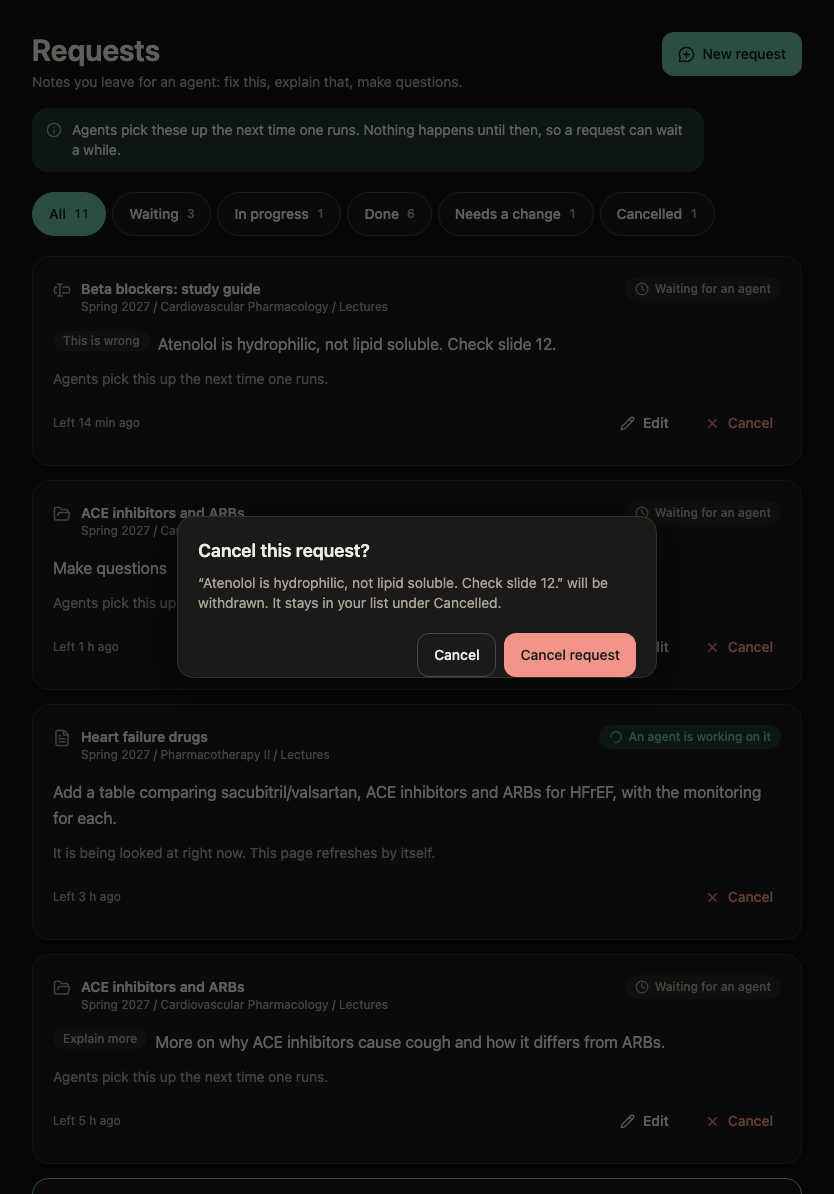 Requests
New request
Notes you leave for an agent: fix this, explain that, make questions.
Agents pick these up the next time one runs. Nothing happens until then, so a request can wait
a while.
All 11
Waiting 3
In progress 1
Done 6
Needs a change 1
Cancelled 1
Beta blockers: study guide
Waiting for an agent
Spring 2027 / Cardiovascular Pharmacology / Lectures
This is wrong
Atenolol is hydrophilic, not lipid soluble. Check slide 12.
Agents pick this up the next time one runs.
Left 14 min ago
Edit
Cancel
ACE inhibitors and ARBs
Waiting for an agent
Spring 2027 /
Make questions
Agents pick this up
Left 1 h ago
Cancel
Cancel this request?
“Atenolol is hydrophilic, not lipid soluble. Check slide 12.” will be
withdrawn. It stays in your list under Cancelled.
Cancel
Cancel request
Heart failure drugs
An agent is working on it
Spring 2027 / Pharmacotherapy II / Lectures
Add a table comparing sacubitril/valsartan, ACE inhibitors and ARBs for HFrEF, with the monitoring
for each.
It is being looked at right now. This page refreshes by itself.
Left 3 h ago
Cancel
ACE inhibitors and ARBs
Waiting for an agent
Spring 2027 / Cardiovascular Pharmacology / Lectures
Explain more
More on why ACE inhibitors cause cough and how it differs from ARBs.
Agents pick this up the next time one runs.
Left 5 h ago
Edit
Cancel